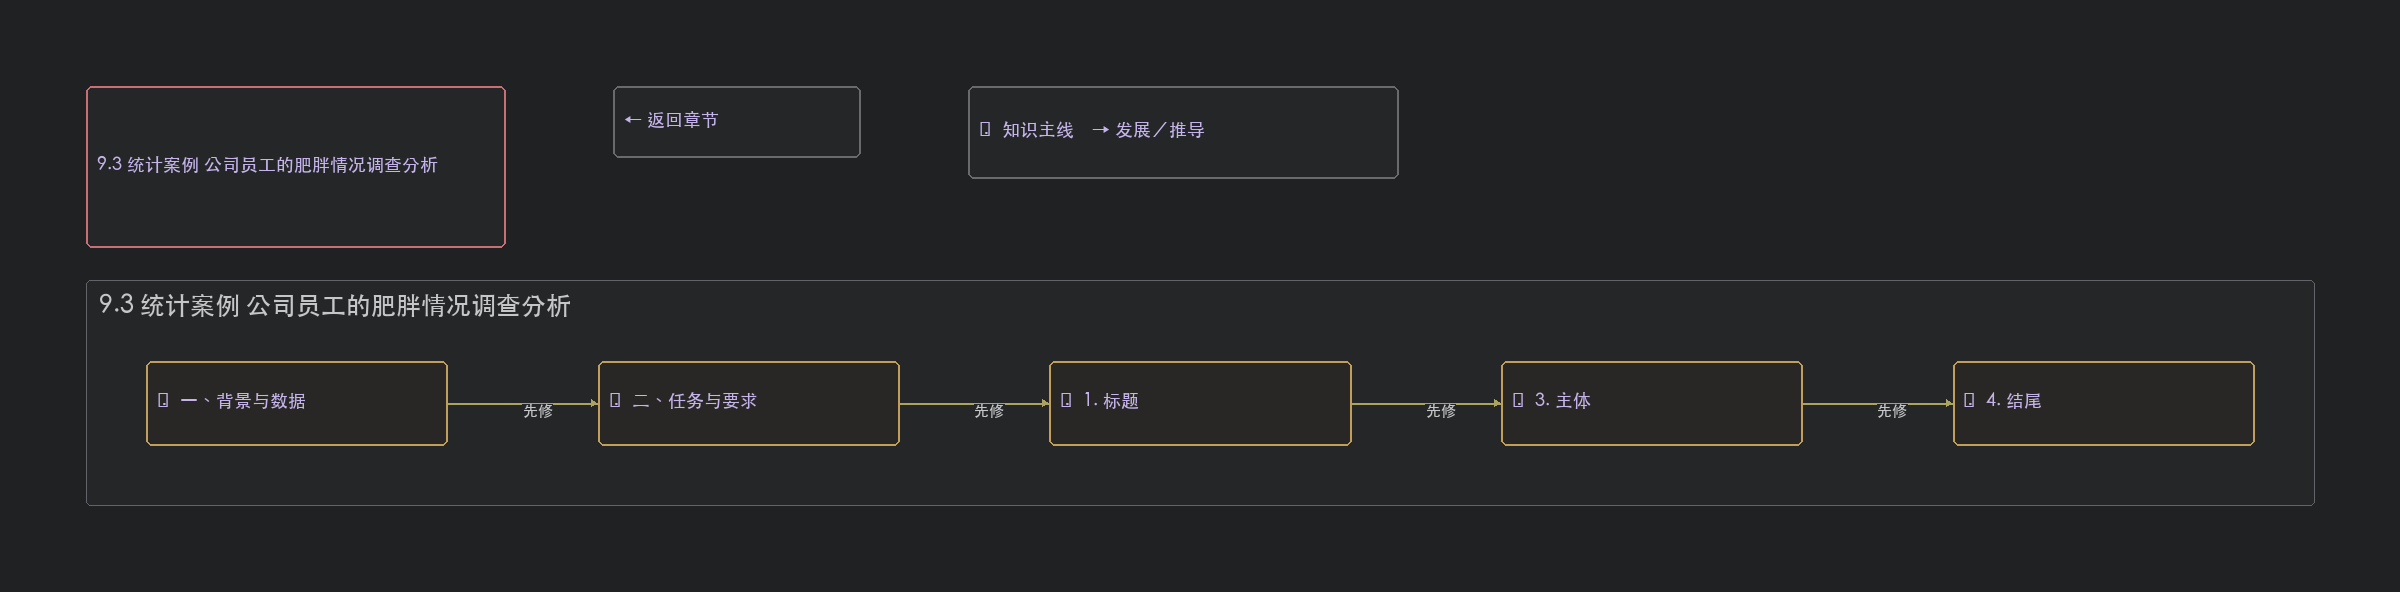 9.3 统计案例 公司员工的肥胖情况调查分析
← 返回章节
知识主线 → 发展／推导
9.3 统计案例 公司员工的肥胖情况调查分析
一、背景与数据
先修
二、任务与要求
先修
1. 标题
先修
3. 主体
先修
4. 结尾